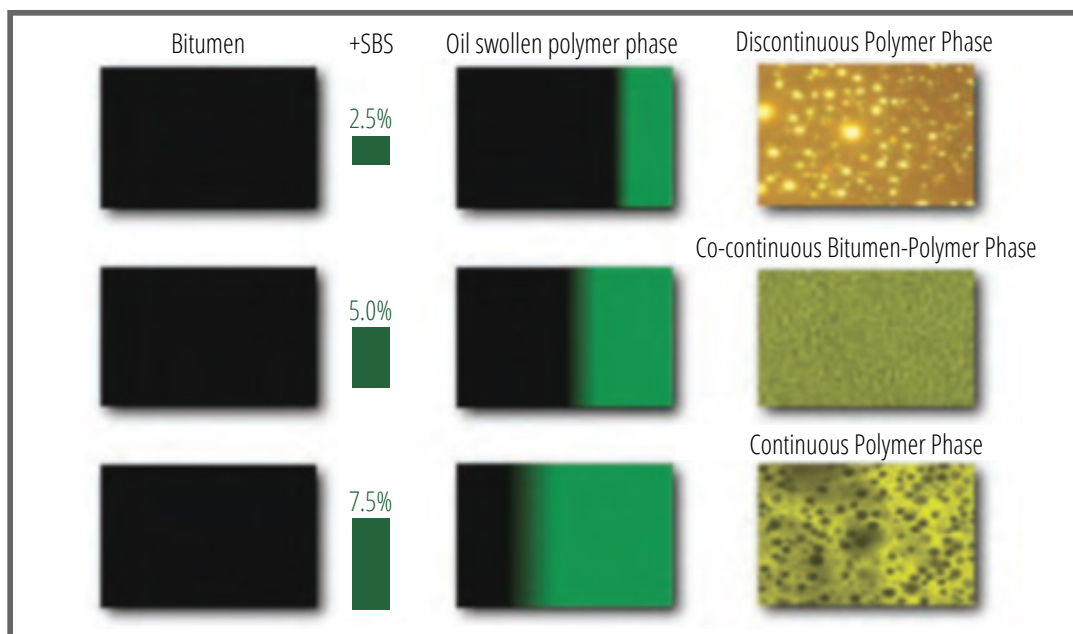 Bitumen
+SBS
Oil swollen polymer phase
Discontinuous Polymer Phase
2.5%
Co-continuous Bitumen-Polymer Phase
5.0%
Continuous Polymer Phase
7.5%